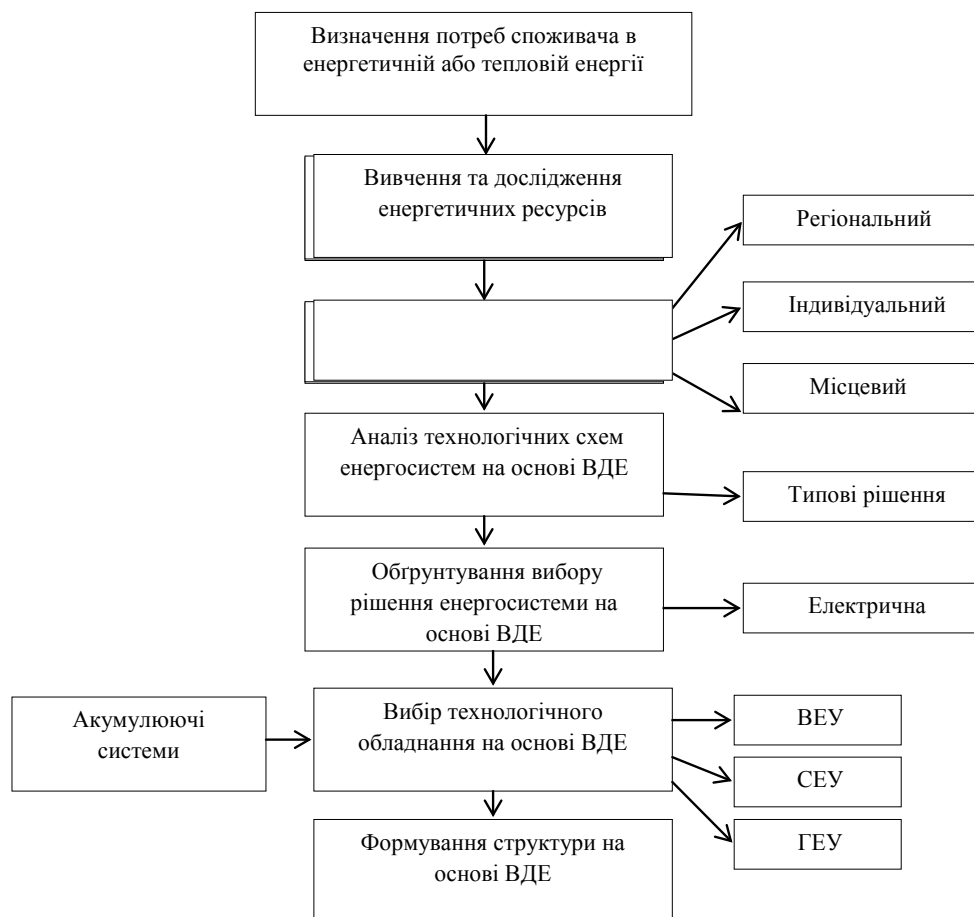 Визначення потреб споживача в
енергетичній або тепловій енергії
Вивчення та дослідження
енергетичних ресурсів
Регіональний
Індивідуальний
Місцевий
Аналіз технологічних схем
енергосистем на основі ВДЕ
Типові рішення
Обґрунтування вибору
рішення енергосистеми на
основі ВДЕ
Електрична
Акумулюючі
системи
Вибір технологічного
обладнання на основі ВДЕ
ВЕУ
СЕУ
ГЕУ
Формування структури на
основі ВДЕ